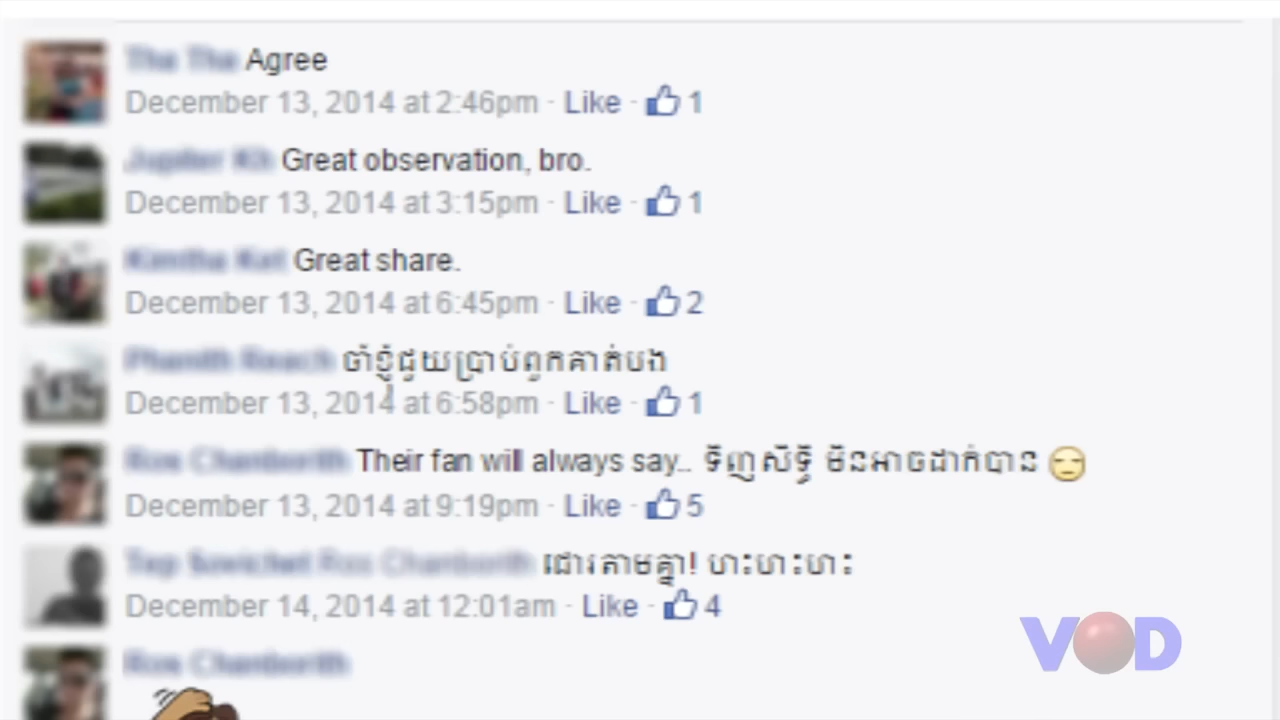 Agree
December 13, 2014 at 2:46pm · Like · 1
Great observation, bro.
December 13, 2014 at 3:15pm · Like · 1
Great share.
December 13, 2014 at 6:45pm · Like · 2
ចាំខ្ញុំជួយប្រាប់ពួកគាត់បង
December 13, 2014 at 6:58pm · Like · 1
Their fan will always say.. ទិញសិទ្ធិ មិនអាចដាក់បាន
December 13, 2014 at 9:19pm · Like · 5
ដោរតាមគ្នា! ហះហះហះ
December 14, 2014 at 12:01am · Like · 4
VOD